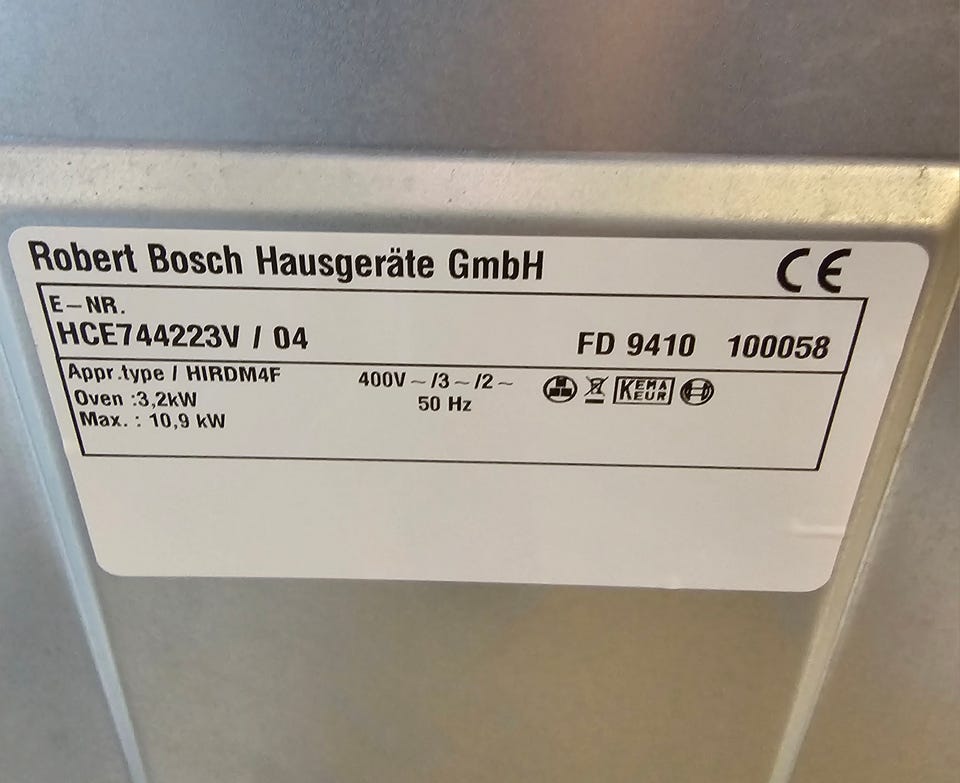 Robert Bosch Hausgeräte GmbH CE
E-NR.
HCE744223V / 04 FD 9410 100058
Appr.type / HIRDM4F 400V~/3~/2~ KEMA KEUR
Oven :3,2kW 50 Hz
Max. : 10,9 kW